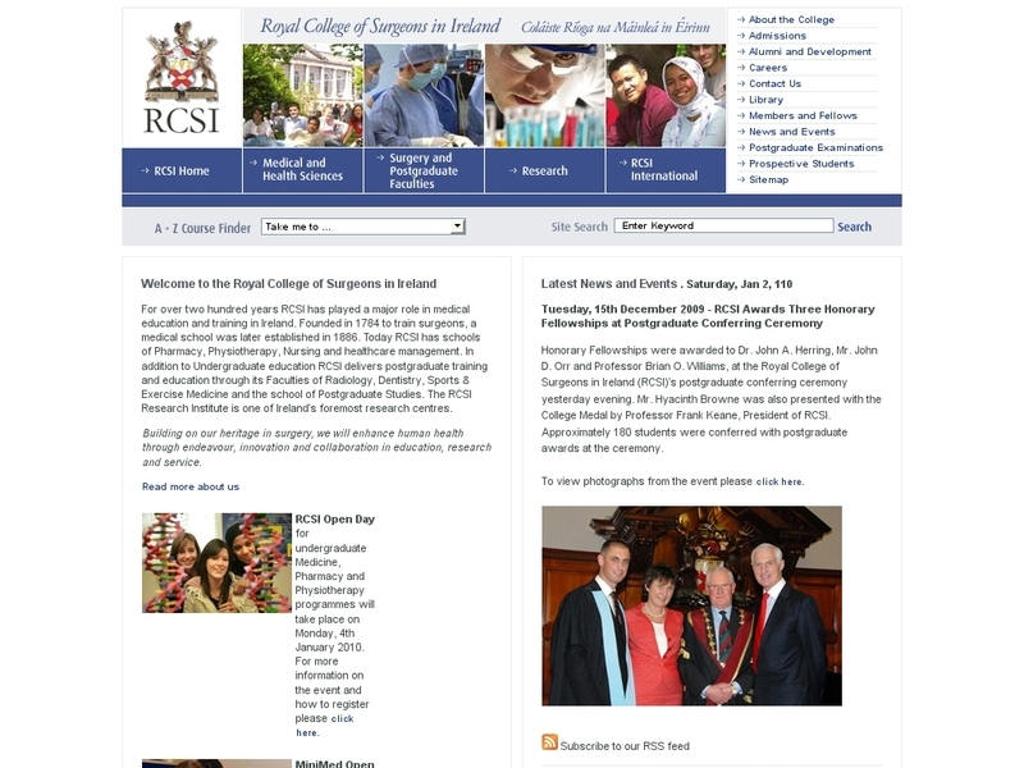 Royal College of Surgeons in Ireland
Coláiste Ríoga na Máinleá in Éirinn
RCSI
→ RCSI Home
→ Medical and
Health Sciences
→ Surgery and
Postgraduate
Faculties
→ Research
→ RCSI
International
→ About the College
→ Admissions
→ Alumni and Development
→ Careers
→ Contact Us
→ Library
→ Members and Fellows
→ News and Events
→ Postgraduate Examinations
→ Prospective Students
→ Sitemap
A - Z Course Finder
Take me to ...
Site Search
Enter Keyword
Search
Welcome to the Royal College of Surgeons in Ireland
For over two hundred years RCSI has played a major role in medical
education and training in Ireland. Founded in 1784 to train surgeons, a
medical school was later established in 1886. Today RCSI has schools
of Pharmacy, Physiotherapy, Nursing and healthcare management. In
addition to Undergraduate education RCSI delivers postgraduate training
and education through its Faculties of Radiology, Dentistry, Sports &
Exercise Medicine and the school of Postgraduate Studies. The RCSI
Research Institute is one of Ireland's foremost research centres.
Building on our heritage in surgery, we will enhance human health
through endeavour, innovation and collaboration in education, research
and service.
Read more about us
RCSI Open Day
for
undergraduate
Medicine,
Pharmacy and
Physiotherapy
programmes will
take place on
Monday, 4th
January 2010.
For more
information on
the event and
how to register
please click
here.
MiniMed Open
Latest News and Events . Saturday, Jan 2, 110
Tuesday, 15th December 2009 - RCSI Awards Three Honorary
Fellowships at Postgraduate Conferring Ceremony
Honorary Fellowships were awarded to Dr. John A. Herring, Mr. John
D. Orr and Professor Brian O. Williams, at the Royal College of
Surgeons in Ireland (RCSI)'s postgraduate conferring ceremony
yesterday evening. Mr. Hyacinth Browne was also presented with the
College Medal by Professor Frank Keane, President of RCSI.
Approximately 180 students were conferred with postgraduate
awards at the ceremony.
To view photographs from the event please click here.
Subscribe to our RSS feed